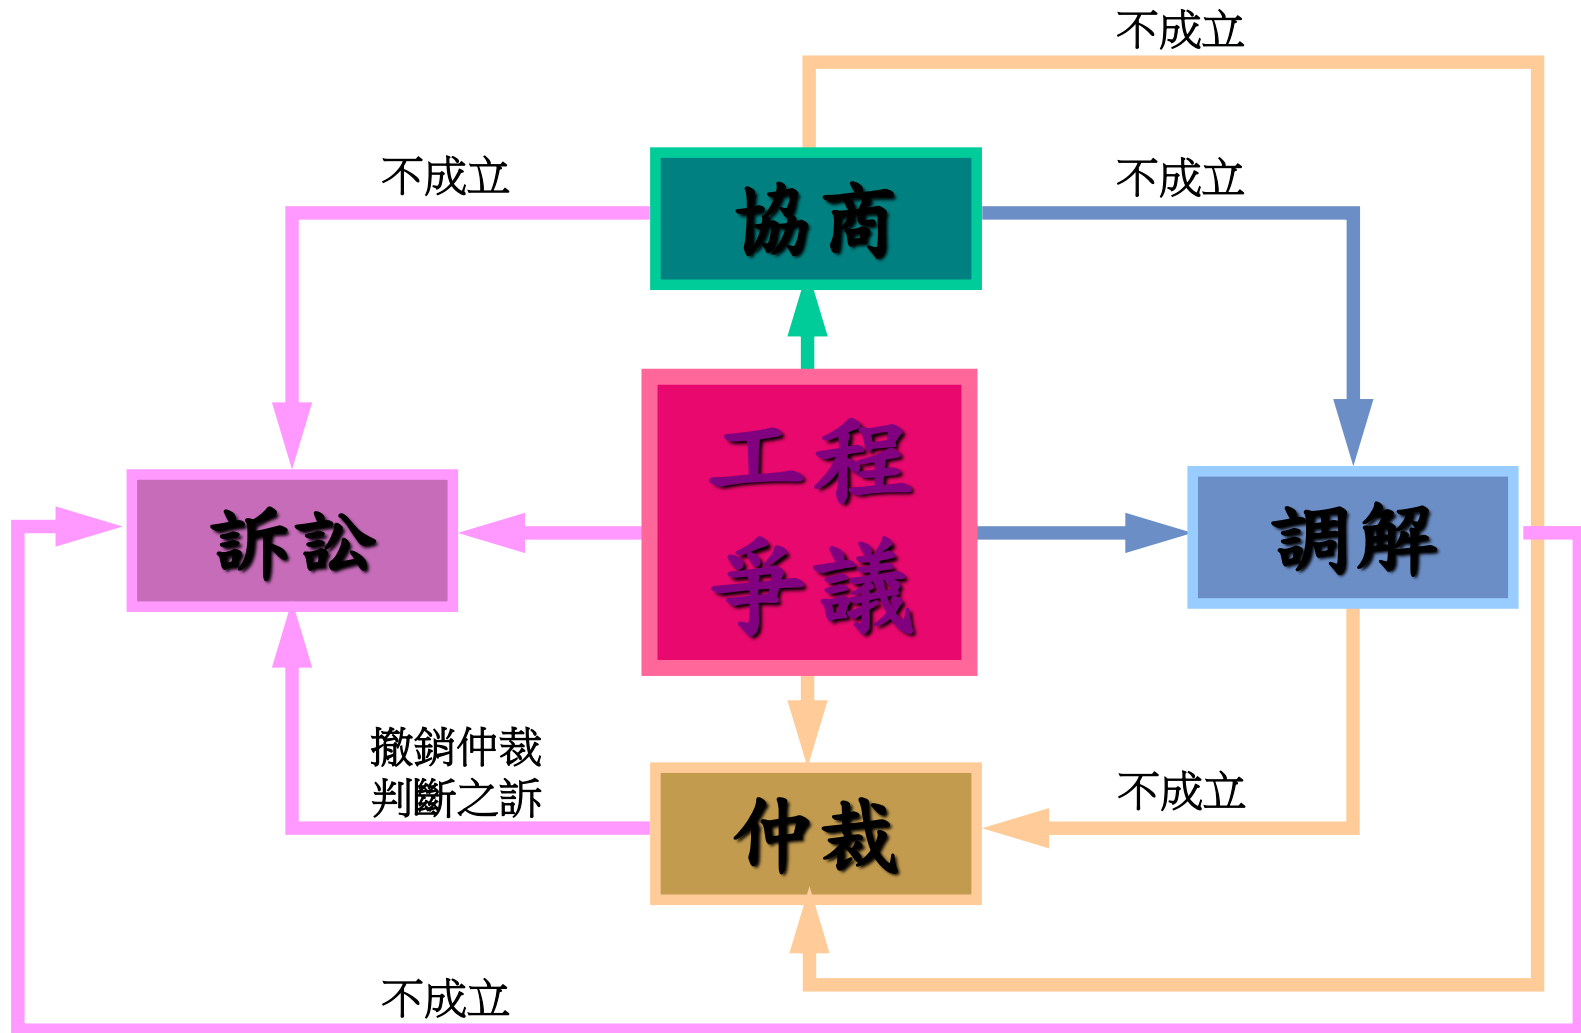 不成立
不成立
不成立
協商
工程
爭議
訴訟
調解
撤銷仲裁
判斷之訴
不成立
仲裁
不成立